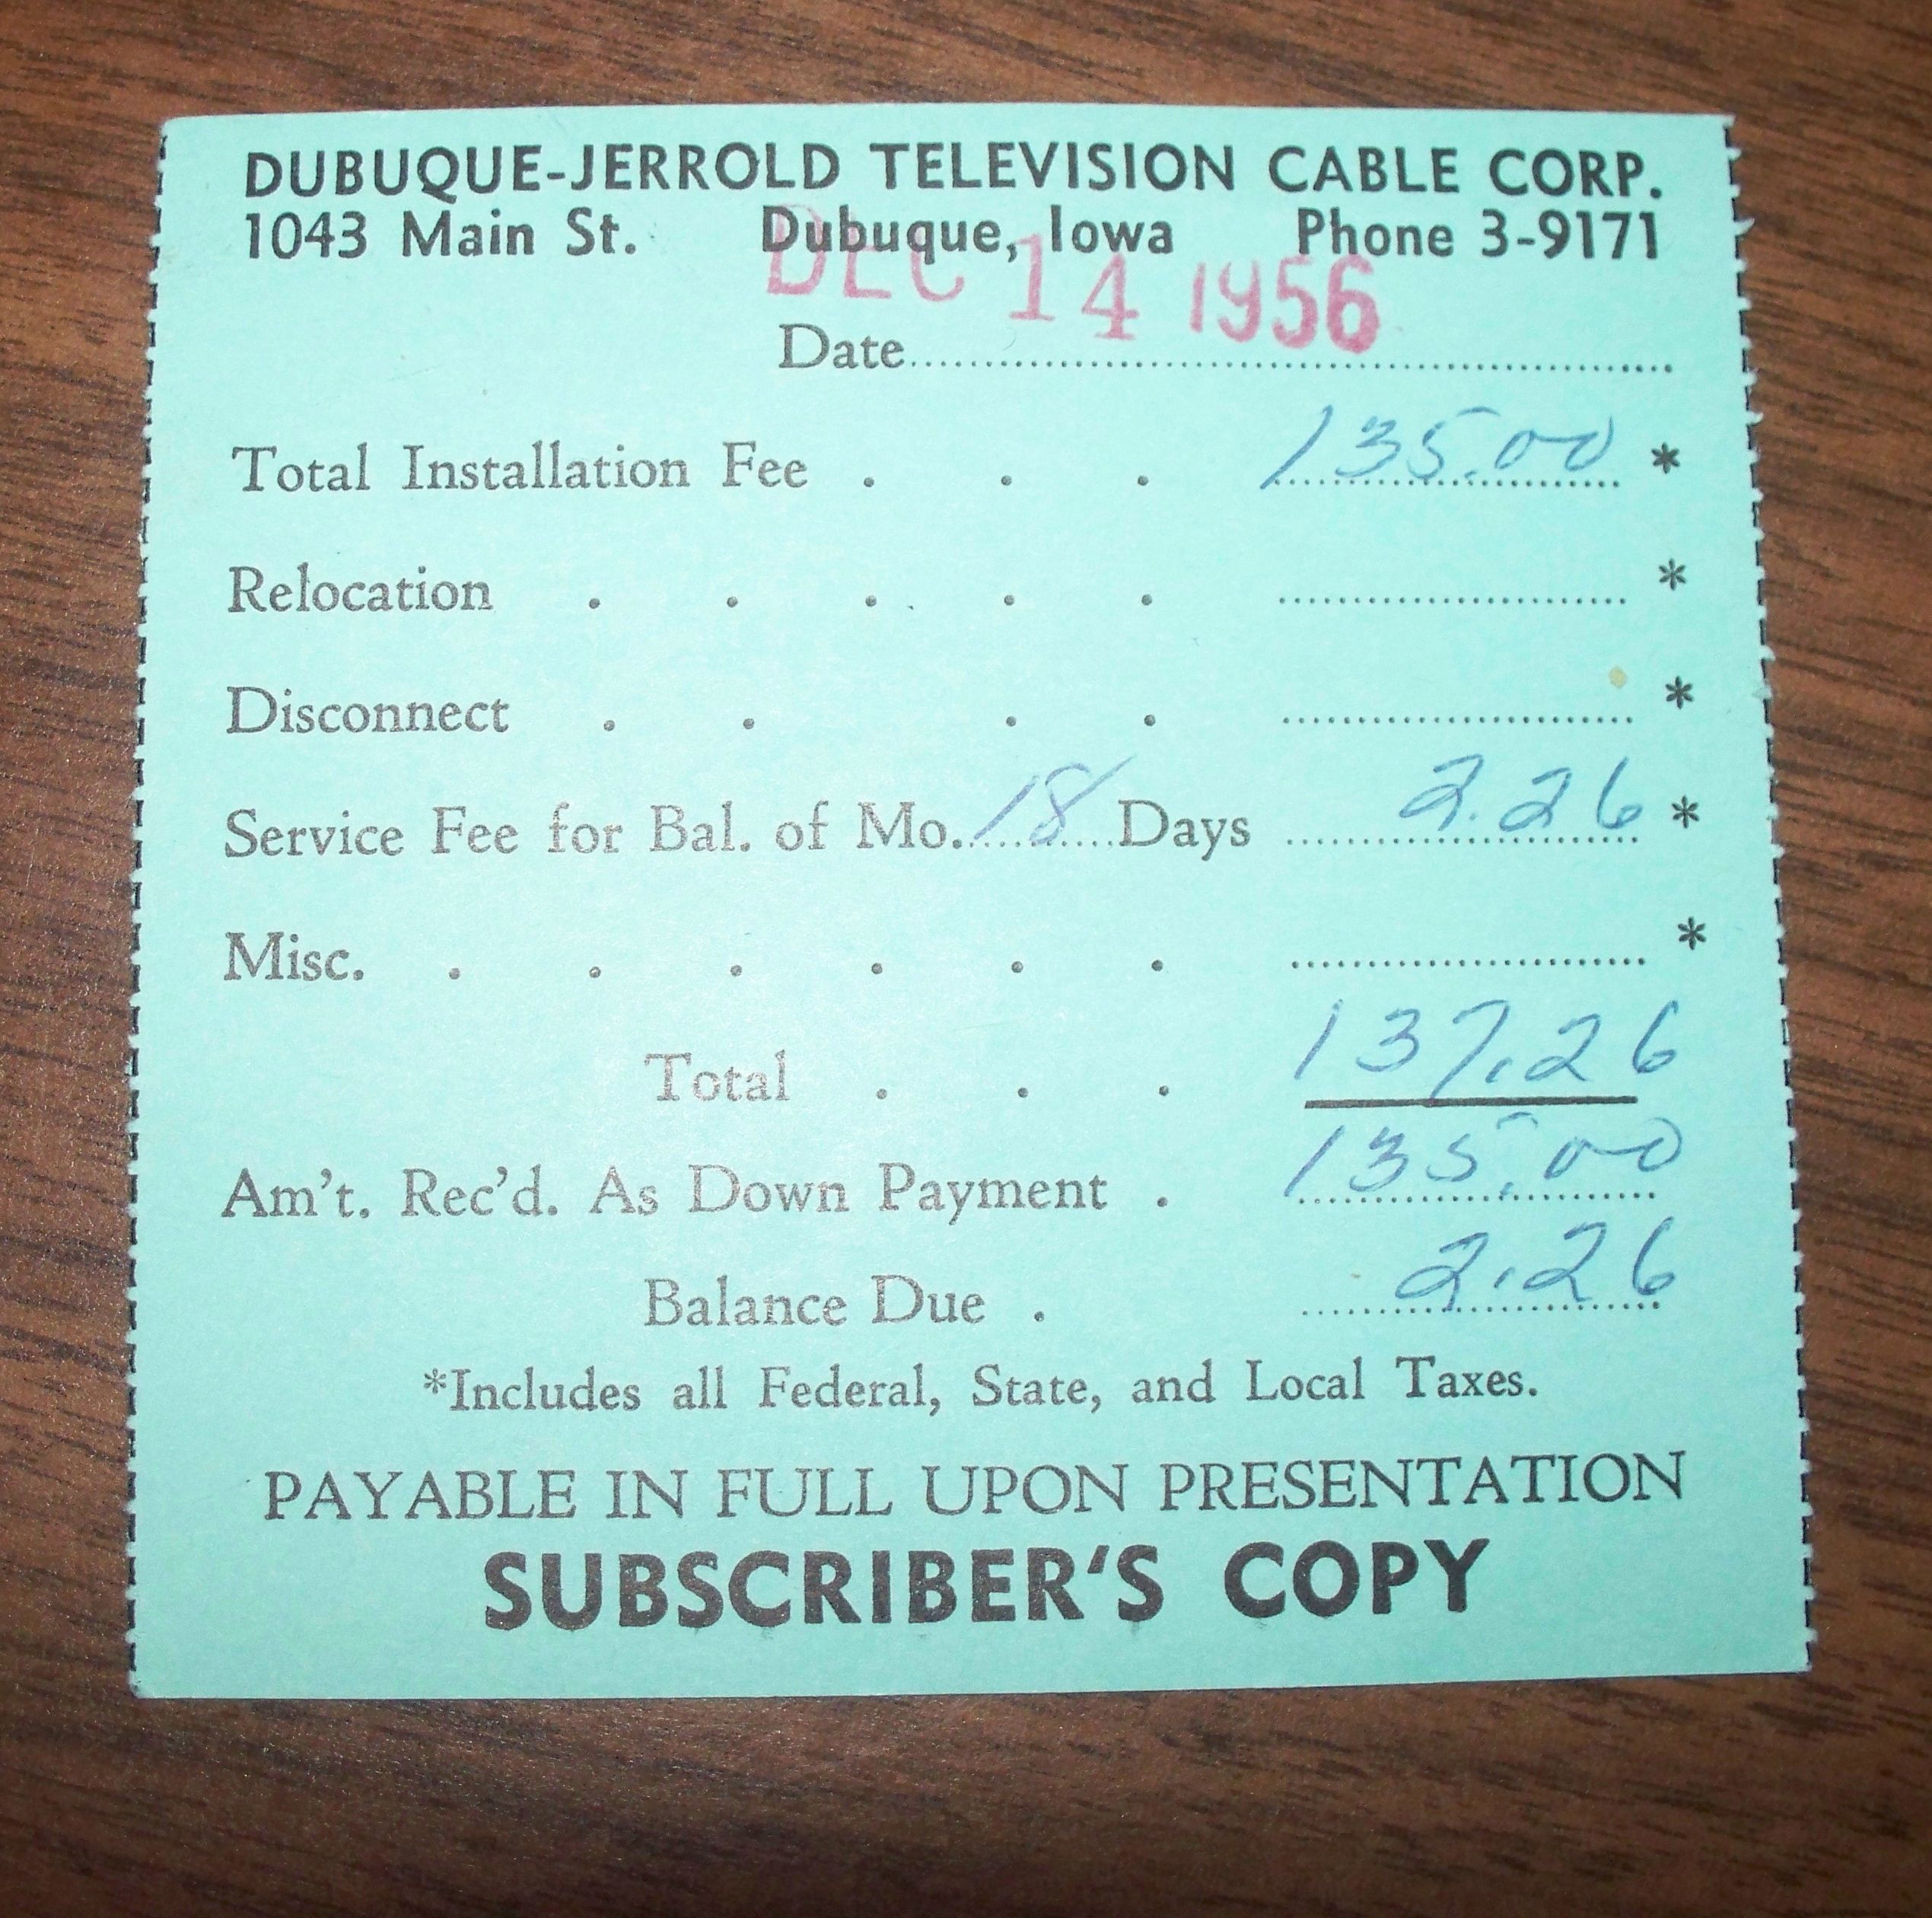 DUBUQUE-JERROLD TELEVISION CABLE CORP.
1043 Main St. Dubuque, Iowa Phone 3-9171
DEC 14 1956
Date
Total Installation Fee . . . 135.00 *
Relocation . . . . . *
Disconnect . . . . *
Service Fee for Bal. of Mo. 18 Days 2.26 *
Misc. . . . . . . *
Total . . . 137.26
Am't. Rec'd. As Down Payment . 135.00
Balance Due . 2.26
*Includes all Federal, State, and Local Taxes.
PAYABLE IN FULL UPON PRESENTATION
SUBSCRIBER'S COPY